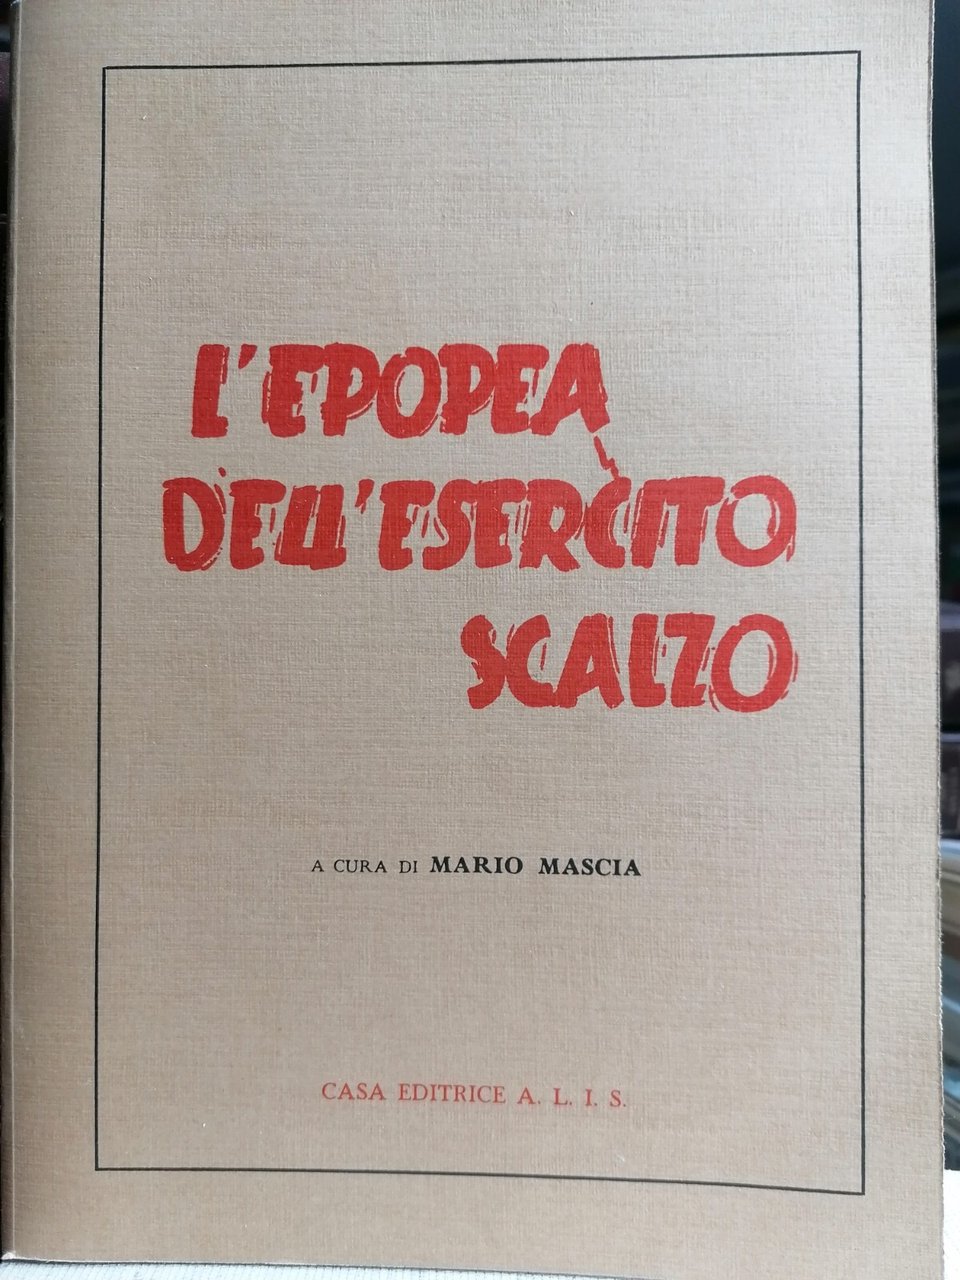 L'EPOPEA
DELL'ESERCITO
SCALZO
A CURA DI MARIO MASCIA
CASA EDITRICE A. L. I. S.